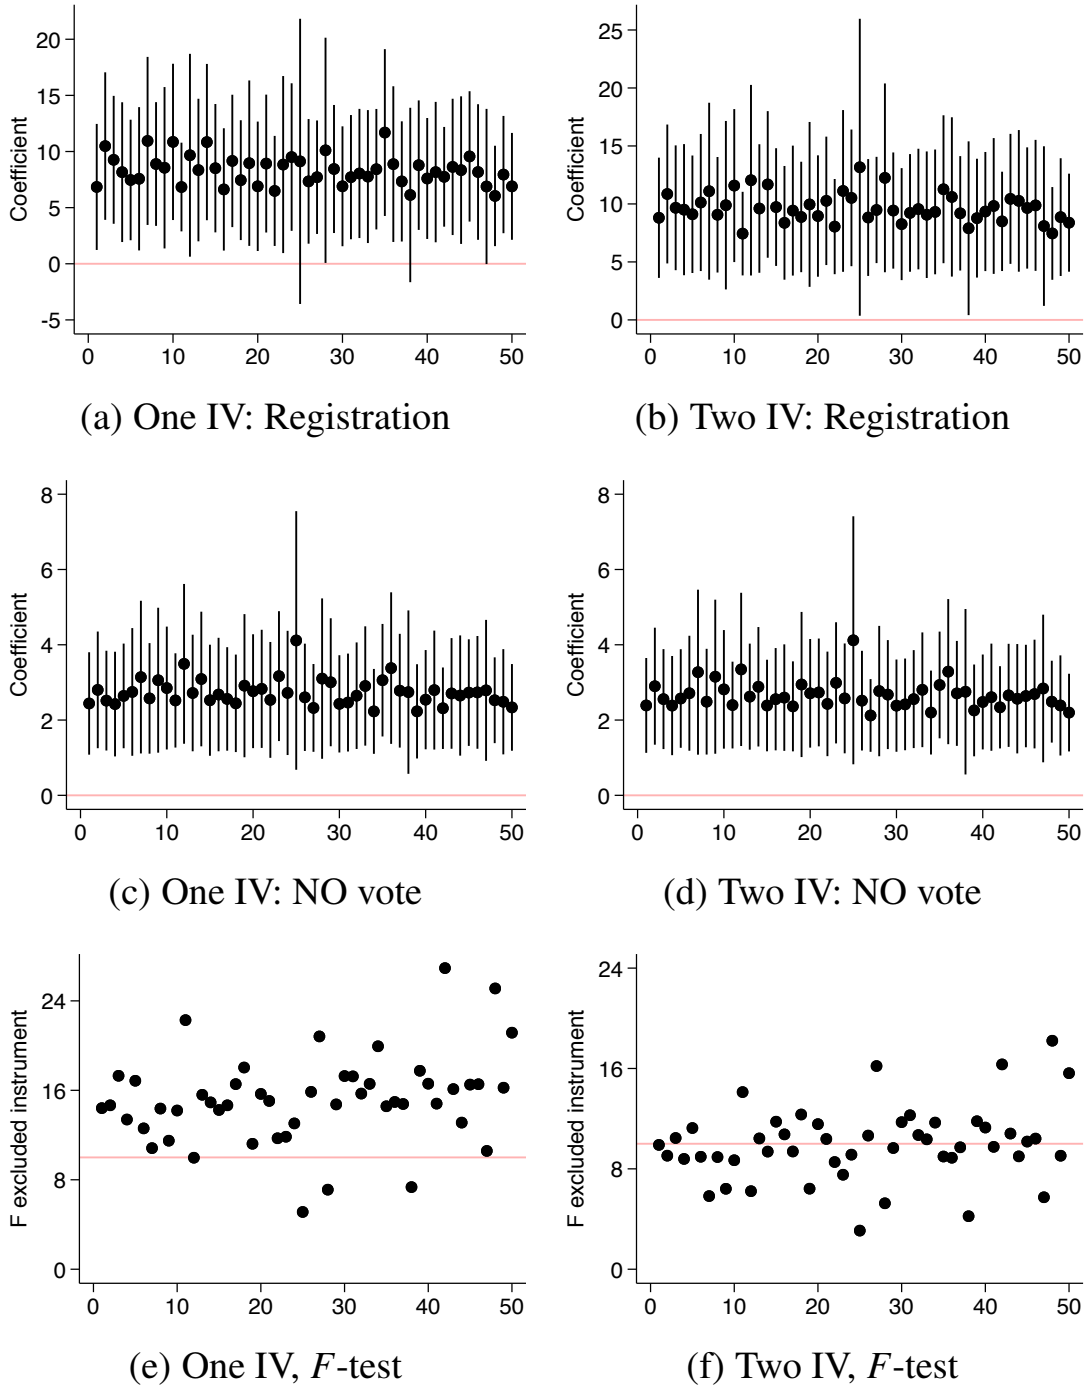 20
15
10
5
0
-5
Coefficient
0 10 20 30 40 50
(a) One IV: Registration
25
20
15
10
5
0
Coefficient
0 10 20 30 40 50
(b) Two IV: Registration
8
6
4
2
0
Coefficient
0 10 20 30 40 50
(c) One IV: NO vote
8
6
4
2
0
Coefficient
0 10 20 30 40 50
(d) Two IV: NO vote
24
16
8
0
F excluded instrument
0 10 20 30 40 50
(e) One IV, F-test
24
16
8
0
F excluded instrument
0 10 20 30 40 50
(f) Two IV, F-test